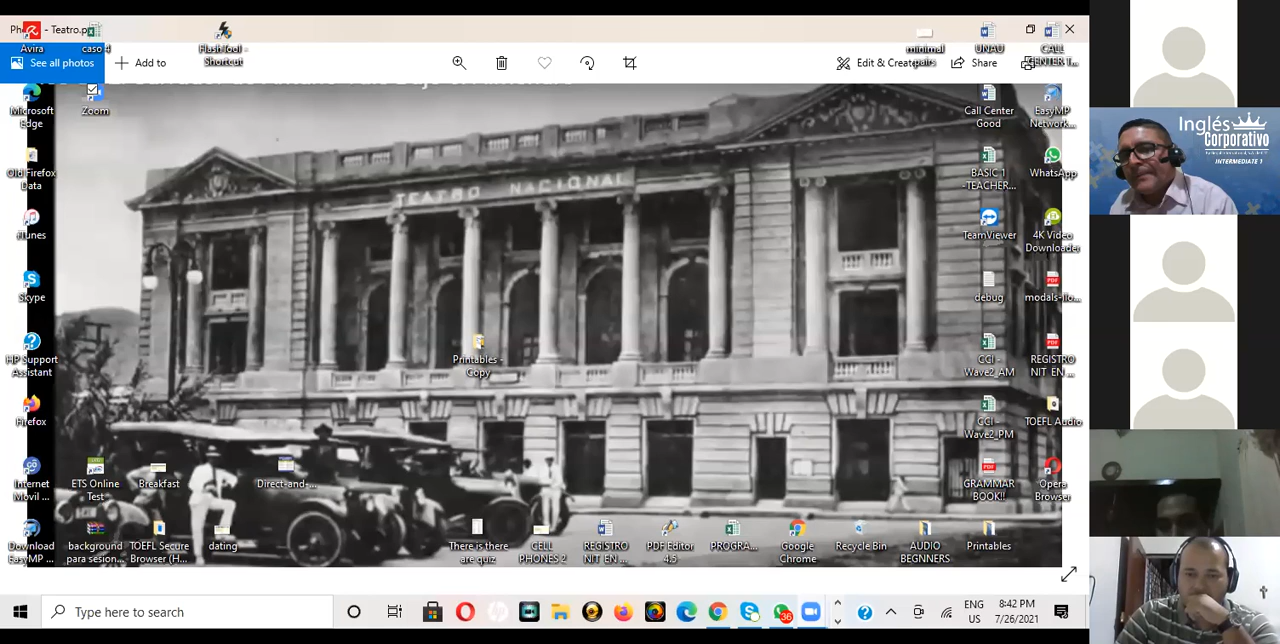 Teatro.p
See all photos
Add to
Edit & Create
Share
Avira
caso 4
FlashTool -
Shortcut
minimal
pairs
UNAU
CALL
CENTER T...
Microsoft
Edge
Zoom
Call Center
Good
EasyMP
Network...
Old Firefox
Data
BASIC 1
-TEACHER...
WhatsApp
iTunes
TeamViewer
4K Video
Downloader
Skype
debug
modals-llo...
HP Support
Assistant
Printables -
Copy
CCI -
Wave2_AM
REGISTRO
NIT EN ...
Firefox
CCI -
Wave2_PM
TOEFL Audio
Internet
Movil ...
ETS Online
Test
Breakfast
Direct-and-...
GRAMMAR
BOOK!!
Opera
Browser
Download
EasyMP ...
background
para sesion...
TOEFL Secure
Browser (H...
dating
There is there
are quiz
CELL
PHONES 2
REGISTRO
NIT EN ...
PDF Editor
4.5
PROGRA...
Google
Chrome
Recycle Bin
AUDIO
BEGNNERS
Printables
TEATRO NACIONAL
Type here to search
36
ENG
US
8:42 PM
7/26/2021
Inglés
Corporativo
INTERMEDIATE 1